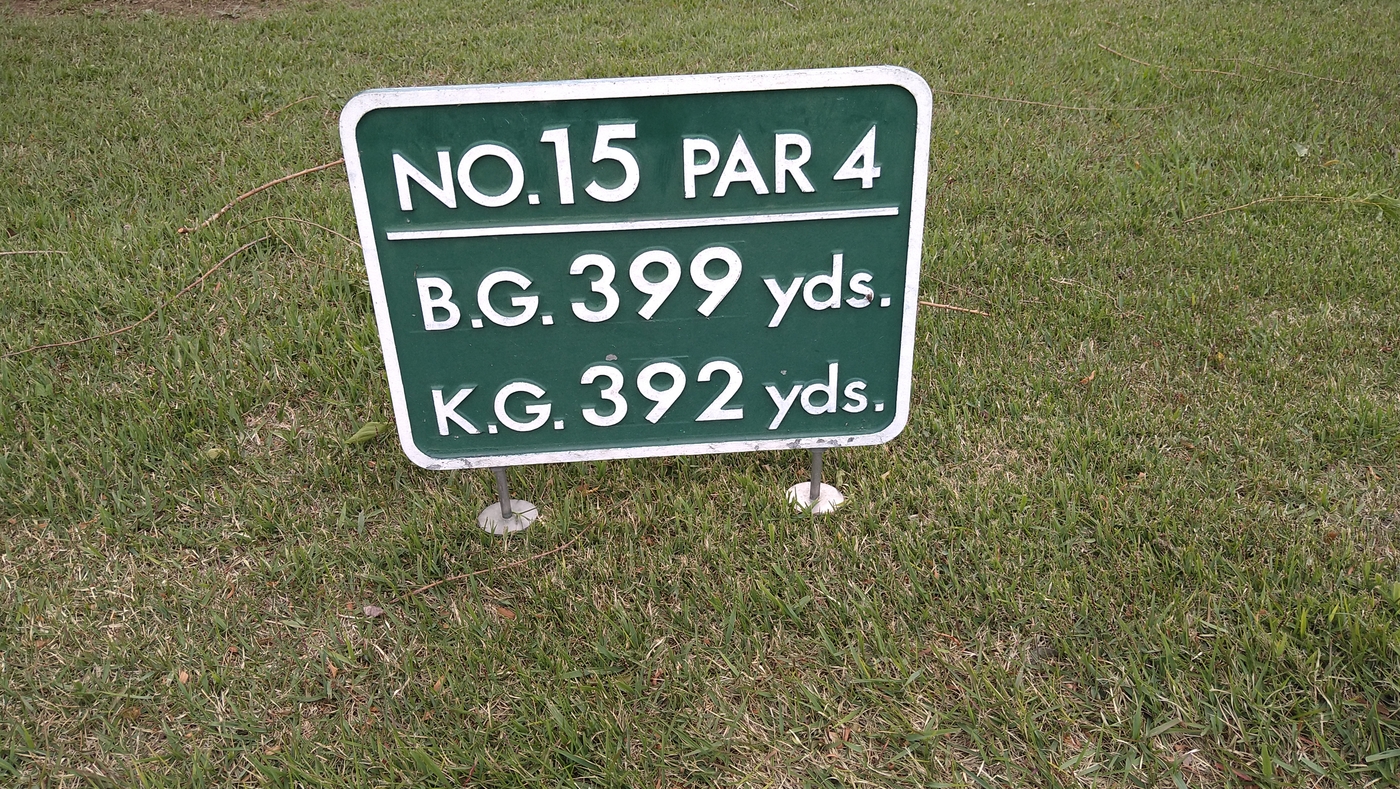 NO.15 PAR 4
B.G. 399 yds.
K.G. 392 yds.